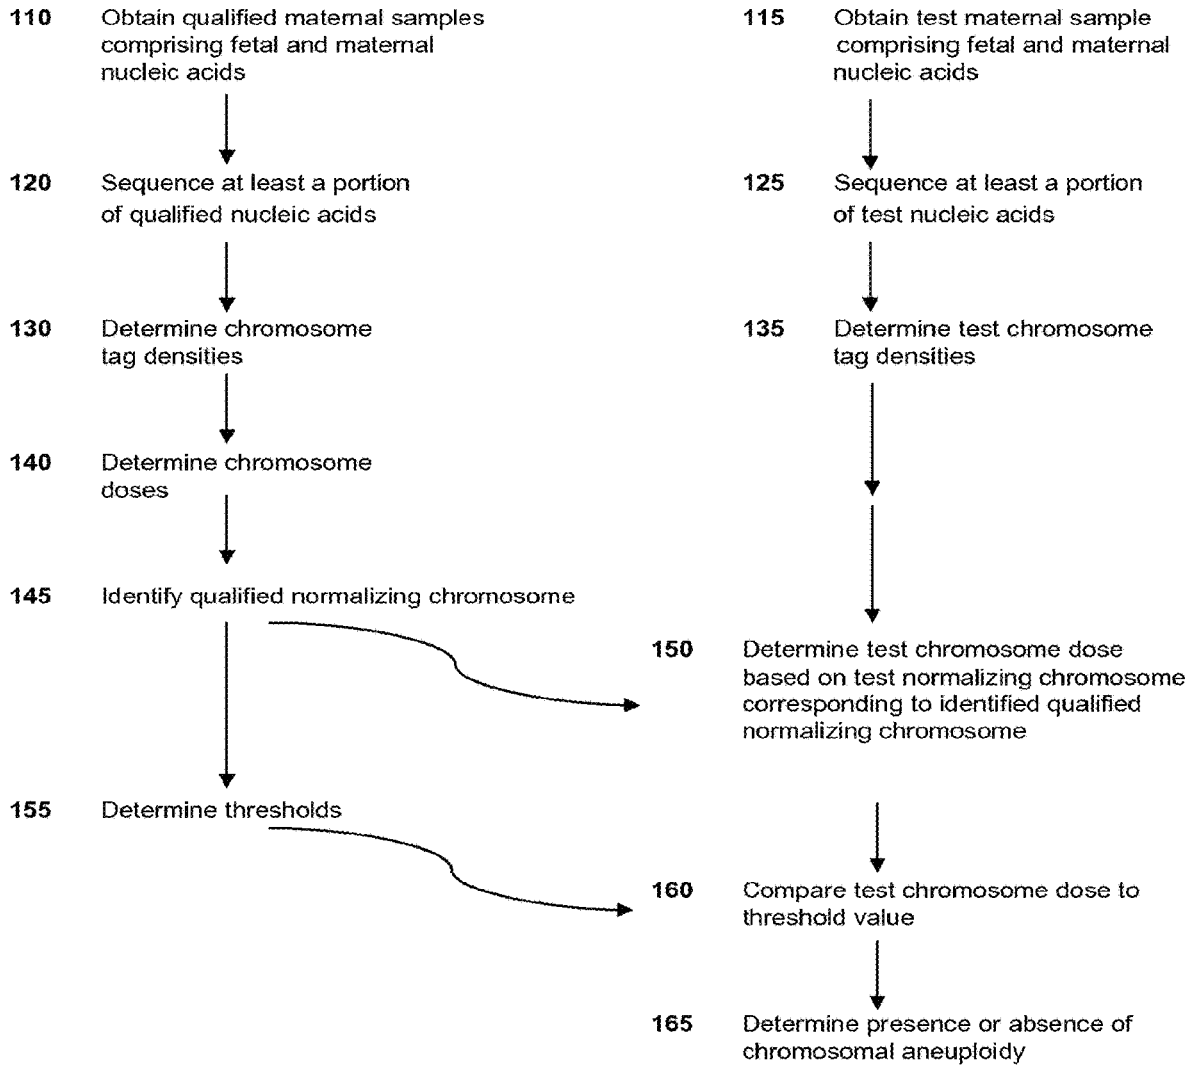 110 Obtain qualified maternal samples
comprising fetal and maternal
nucleic acids
120 Sequence at least a portion
of qualified nucleic acids
130 Determine chromosome
tag densities
140 Determine chromosome
doses
145 Identify qualified normalizing chromosome
155 Determine thresholds
115 Obtain test maternal sample
comprising fetal and maternal
nucleic acids
125 Sequence at least a portion
of test nucleic acids
135 Determine test chromosome
tag densities
150 Determine test chromosome dose
based on test normalizing chromosome
corresponding to identified qualified
normalizing chromosome
160 Compare test chromosome dose to
threshold value
165 Determine presence or absence of
chromosomal aneuploidy